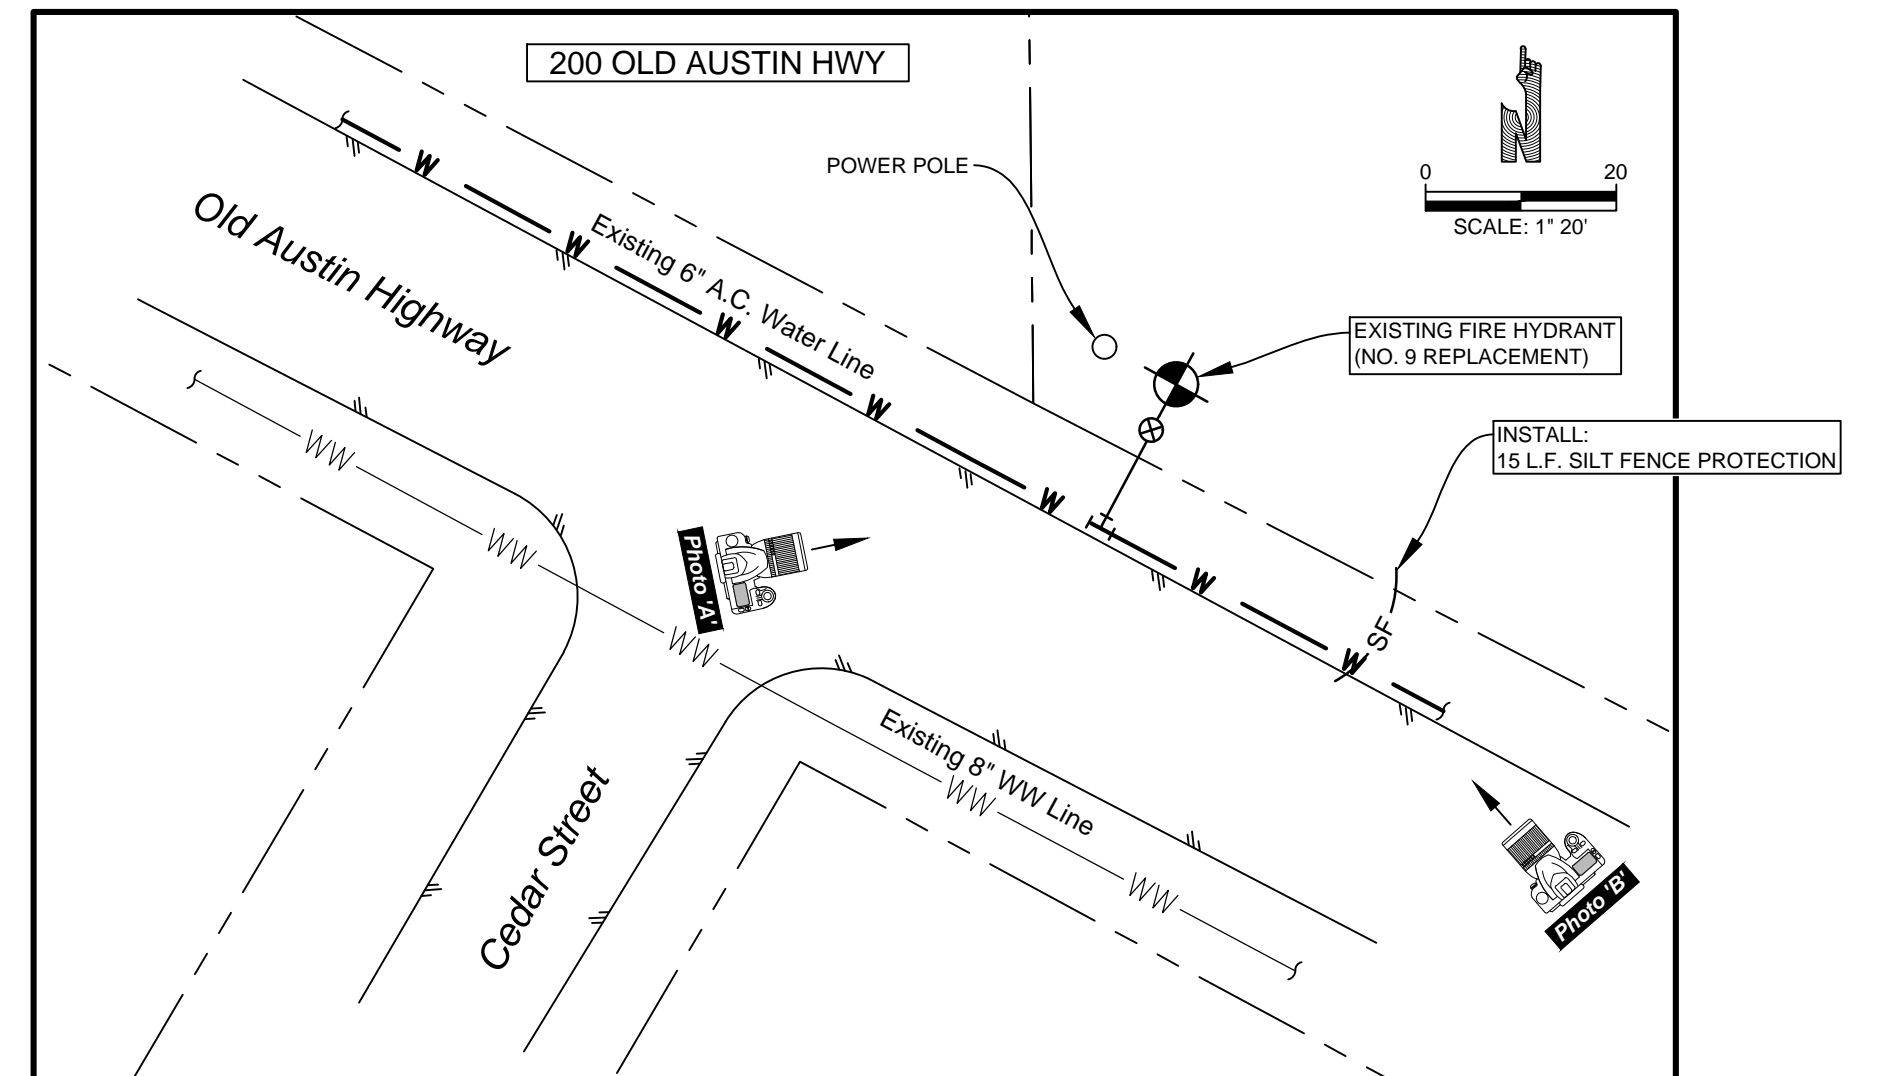 200 OLD AUSTIN HWY
N
0 20
SCALE: 1" 20'
POWER POLE
W
W
Existing 6" A.C. Water Line
Old Austin Highway
W
W
W
EXISTING FIRE HYDRANT
(NO. 9 REPLACEMENT)
INSTALL:
15 L.F. SILT FENCE PROTECTION
WW
WW
WW
Photo 'A'
W
SF
W
Existing 8" WW Line
WW
WW
Cedar Street
Photo 'B'